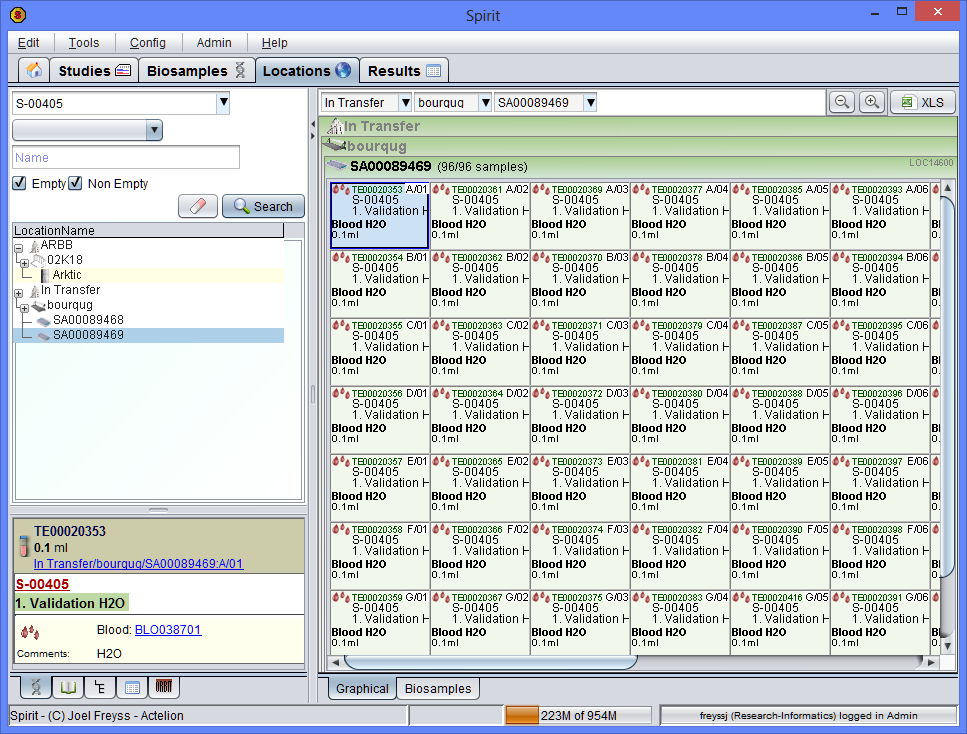 Spirit
Edit Tools Config Admin Help
Studies Biosamples Locations Results
S-00405
Name
Empty Non Empty
Search
LocationName
ARBB
02K18
Arktic
In Transfer
bourqug
SA00089468
SA00089469
TE00020353
0.1 ml
In Transfer/bourqug/SA00089469:A/01
S-00405
1. Validation H2O
Blood: BLO038701
Comments: H2O
In Transfer bourqug SA00089469 XLS
In Transfer
bourqug
SA00089469 (96/96 samples) LOC14600
TE00020353 A/01 TE00020361 A/02 TE00020369 A/03 TE00020377 A/04 TE00020385 A/05 TE00020393 A/06
S-00405 S-00405 S-00405 S-00405 S-00405 S-00405
1. Validation H 1. Validation H 1. Validation H 1. Validation H 1. Validation H 1. Validation H
Blood H2O Blood H2O Blood H2O Blood H2O Blood H2O Blood H2O Bl
0.1ml 0.1ml 0.1ml 0.1ml 0.1ml 0.1ml 0.
TE00020354 B/01 TE00020362 B/02 TE00020370 B/03 TE00020378 B/04 TE00020386 B/05 TE00020394 B/06
S-00405 S-00405 S-00405 S-00405 S-00405 S-00405
1. Validation H 1. Validation H 1. Validation H 1. Validation H 1. Validation H 1. Validation H
Blood H2O Blood H2O Blood H2O Blood H2O Blood H2O Blood H2O Bl
0.1ml 0.1ml 0.1ml 0.1ml 0.1ml 0.1ml 0.
TE00020355 C/01 TE00020363 C/02 TE00020371 C/03 TE00020379 C/04 TE00020387 C/05 TE00020395 C/06
S-00405 S-00405 S-00405 S-00405 S-00405 S-00405
1. Validation H 1. Validation H 1. Validation H 1. Validation H 1. Validation H 1. Validation H
Blood H2O Blood H2O Blood H2O Blood H2O Blood H2O Blood H2O Bl
0.1ml 0.1ml 0.1ml 0.1ml 0.1ml 0.1ml 0.
TE00020356 D/01 TE00020364 D/02 TE00020372 D/03 TE00020380 D/04 TE00020388 D/05 TE00020396 D/06
S-00405 S-00405 S-00405 S-00405 S-00405 S-00405
1. Validation H 1. Validation H 1. Validation H 1. Validation H 1. Validation H 1. Validation H
Blood H2O Blood H2O Blood H2O Blood H2O Blood H2O Blood H2O Bl
0.1ml 0.1ml 0.1ml 0.1ml 0.1ml 0.1ml 0.
TE00020357 E/01 TE00020365 E/02 TE00020373 E/03 TE00020381 E/04 TE00020389 E/05 TE00020397 E/06
S-00405 S-00405 S-00405 S-00405 S-00405 S-00405
1. Validation H 1. Validation H 1. Validation H 1. Validation H 1. Validation H 1. Validation H
Blood H2O Blood H2O Blood H2O Blood H2O Blood H2O Blood H2O Bl
0.1ml 0.1ml 0.1ml 0.1ml 0.1ml 0.1ml 0.
TE00020358 F/01 TE00020366 F/02 TE00020374 F/03 TE00020382 F/04 TE00020390 F/05 TE00020398 F/06
S-00405 S-00405 S-00405 S-00405 S-00405 S-00405
1. Validation H 1. Validation H 1. Validation H 1. Validation H 1. Validation H 1. Validation H
Blood H2O Blood H2O Blood H2O Blood H2O Blood H2O Blood H2O Bl
0.1ml 0.1ml 0.1ml 0.1ml 0.1ml 0.1ml 0.
TE00020359 G/01 TE00020367 G/02 TE00020375 G/03 TE00020383 G/04 TE00020416 G/05 TE00020391 G/06
S-00405 S-00405 S-00405 S-00405 S-00405 S-00405
1. Validation H 1. Validation H 1. Validation H 1. Validation H 1. Validation H 1. Validation H
Blood H2O Blood H2O Blood H2O Blood H2O Blood H2O Blood H2O Bl
0.1ml 0.1ml 0.1ml 0.1ml 0.1ml 0.1ml 0.
Graphical Biosamples
Spirit - (C) Joel Freyss - Actelion 223M of 954M freyssj (Research-Informatics) logged in Admin